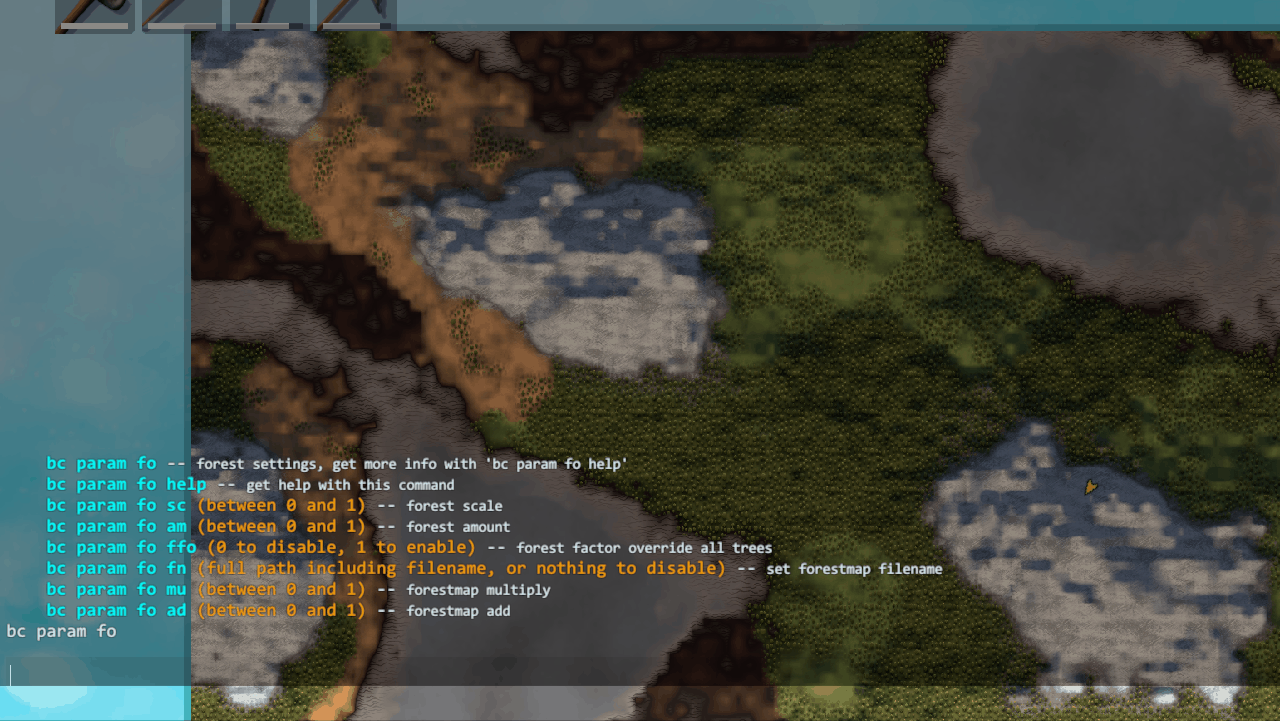 bc param fo -- forest settings, get more info with 'bc param fo help'
bc param fo help -- get help with this command
bc param fo sc (between 0 and 1) -- forest scale
bc param fo am (between 0 and 1) -- forest amount
bc param fo ffo (0 to disable, 1 to enable) -- forest factor override all trees
bc param fo fn (full path including filename, or nothing to disable) -- set forestmap filename
bc param fo mu (between 0 and 1) -- forestmap multiply
bc param fo ad (between 0 and 1) -- forestmap add
bc param fo